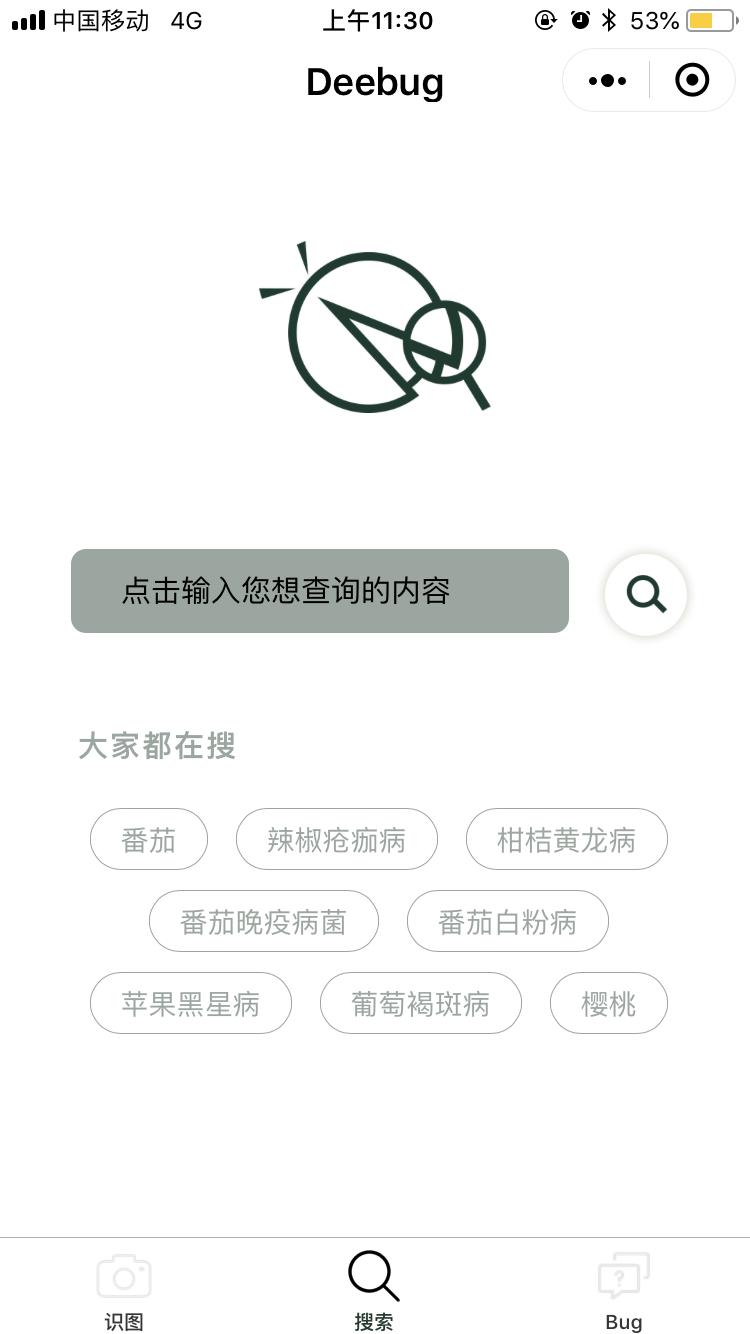 中国移动 4G 上午11:30 53%
Deebug
点击输入您想查询的内容
大家都在搜
番茄 辣椒疮痂病 柑桔黄龙病
番茄晚疫病菌 番茄白粉病
苹果黑星病 葡萄褐斑病 樱桃
识图 搜索 Bug